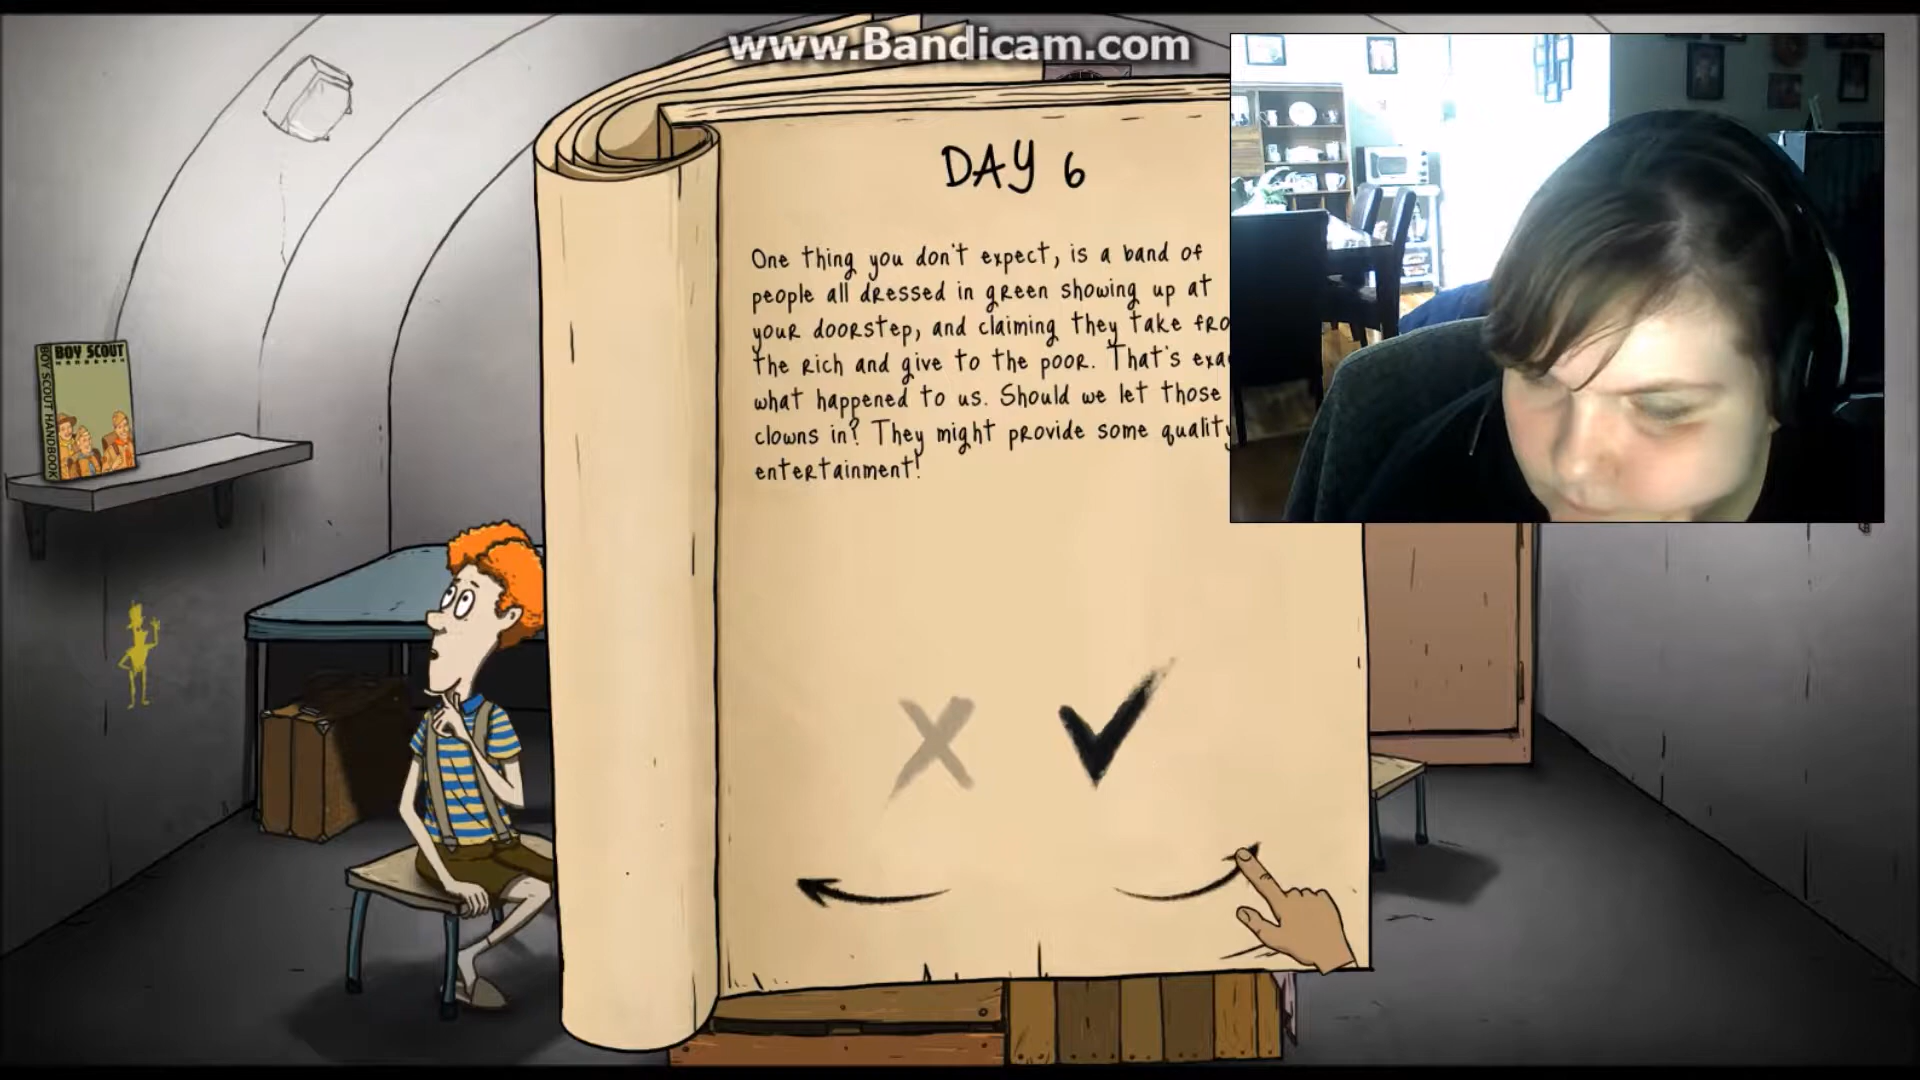 www.Bandicam.com
DAY 6
One thing you don't expect, is a band of
people all dressed in green showing up at
your doorstep, and claiming they take
the rich and give to the poor. That's
what happened to us. Should we let those
clowns in? They might provide some quality
entertainment!
BOY SCOUT
HANDBOOK
BOY SCOUT HANDBOOK